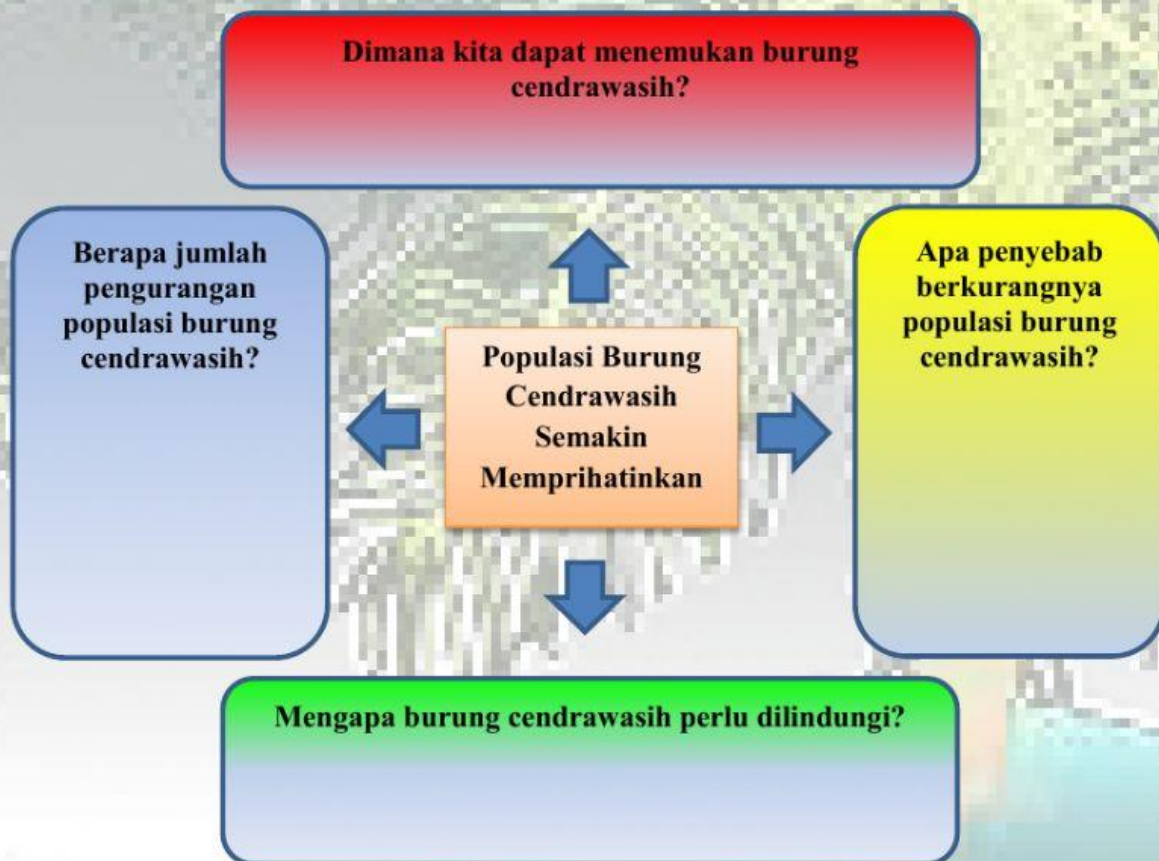 Dimana kita dapat menemukan burung
cendrawasih?
Berapa jumlah
pengurangan
populasi burung
cendrawasih?
Populasi Burung
Cendrawasih
Semakin
Memprihatinkan
Apa penyebab
berkurangnya
populasi burung
cendrawasih?
Mengapa burung cendrawasih perlu dilindungi?